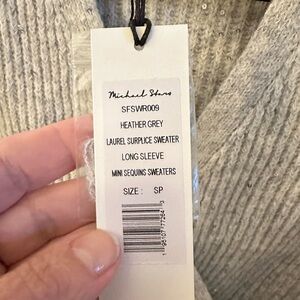 Michael Stars
SFSWR009
HEATHER GREY
LAUREL SURPLICE SWEATER
LONG SLEEVE
MINI SEQUINS SWEATERS
SIZE : SP